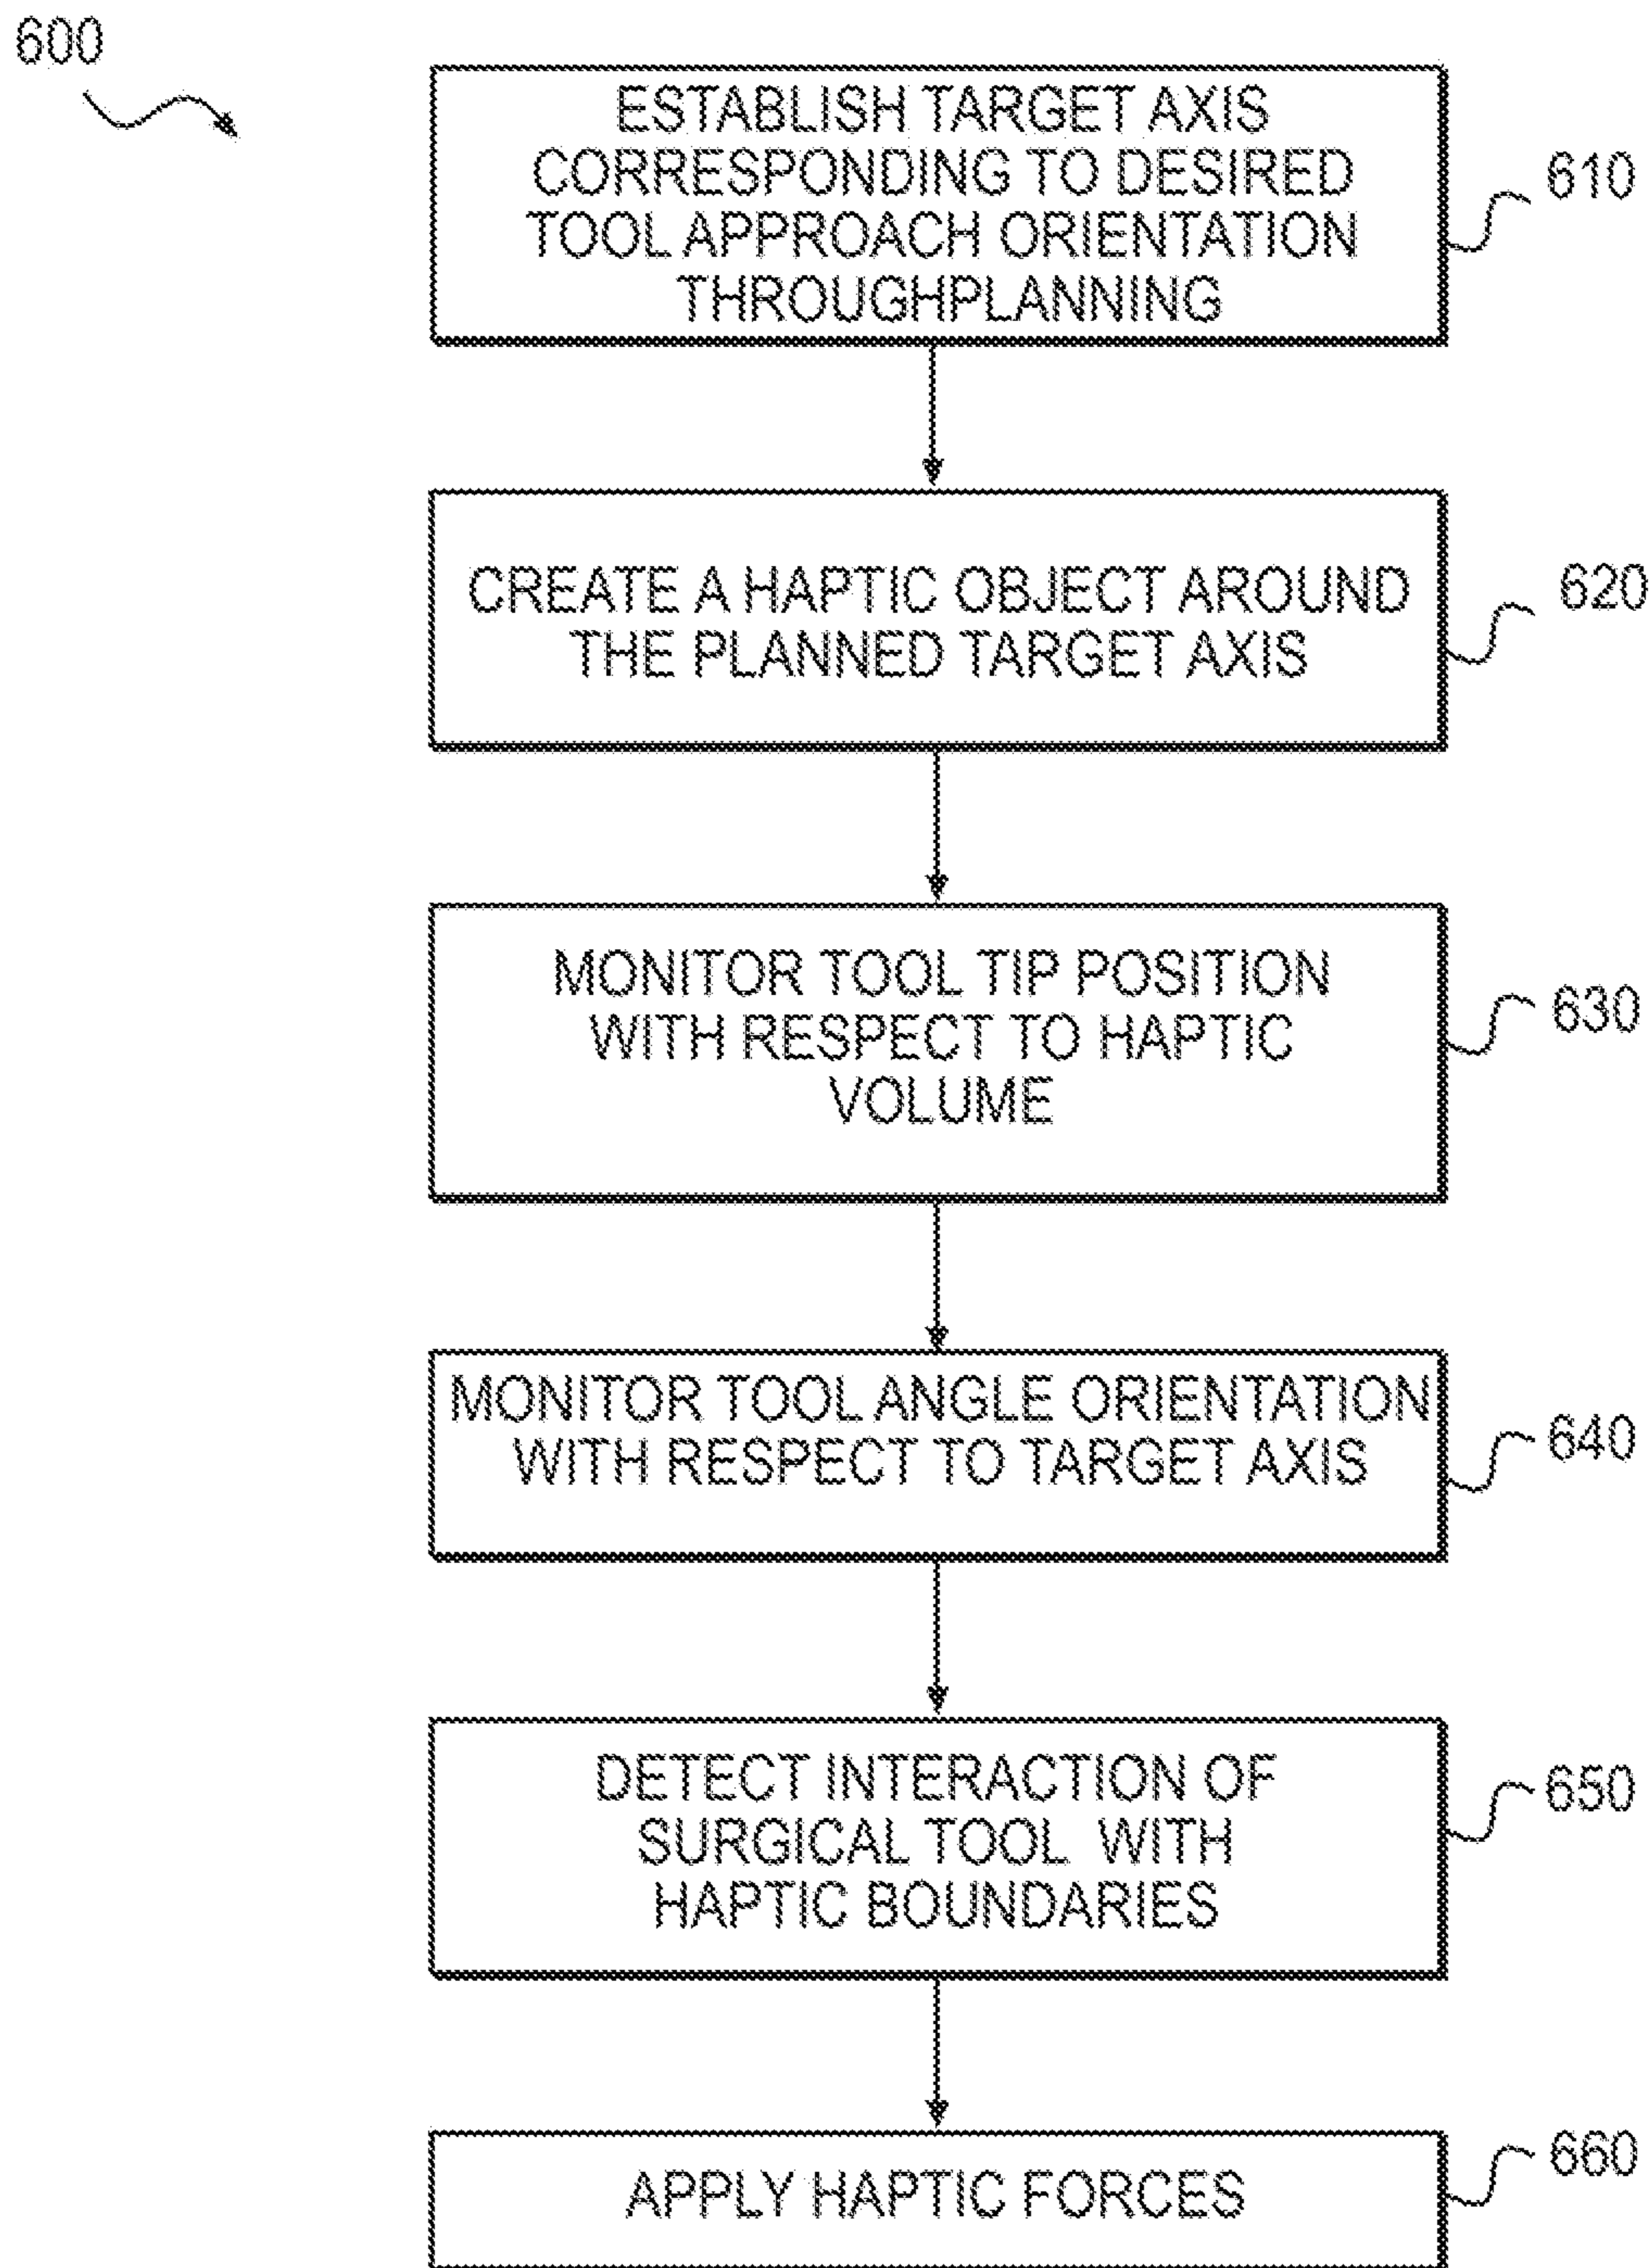 600
ESTABLISH TARGET AXIS
CORRESPONDING TO DESIRED
TOOL APPROACH ORIENTATION
THROUGHPLANNING
610
CREATE A HAPTIC OBJECT AROUND
THE PLANNED TARGET AXIS
620
MONITOR TOOL TIP POSITION
WITH RESPECT TO HAPTIC
VOLUME
630
MONITOR TOOL ANGLE ORIENTATION
WITH RESPECT TO TARGET AXIS
640
DETECT INTERACTION OF
SURGICAL TOOL WITH
HAPTIC BOUNDARIES
650
APPLY HAPTIC FORCES
660